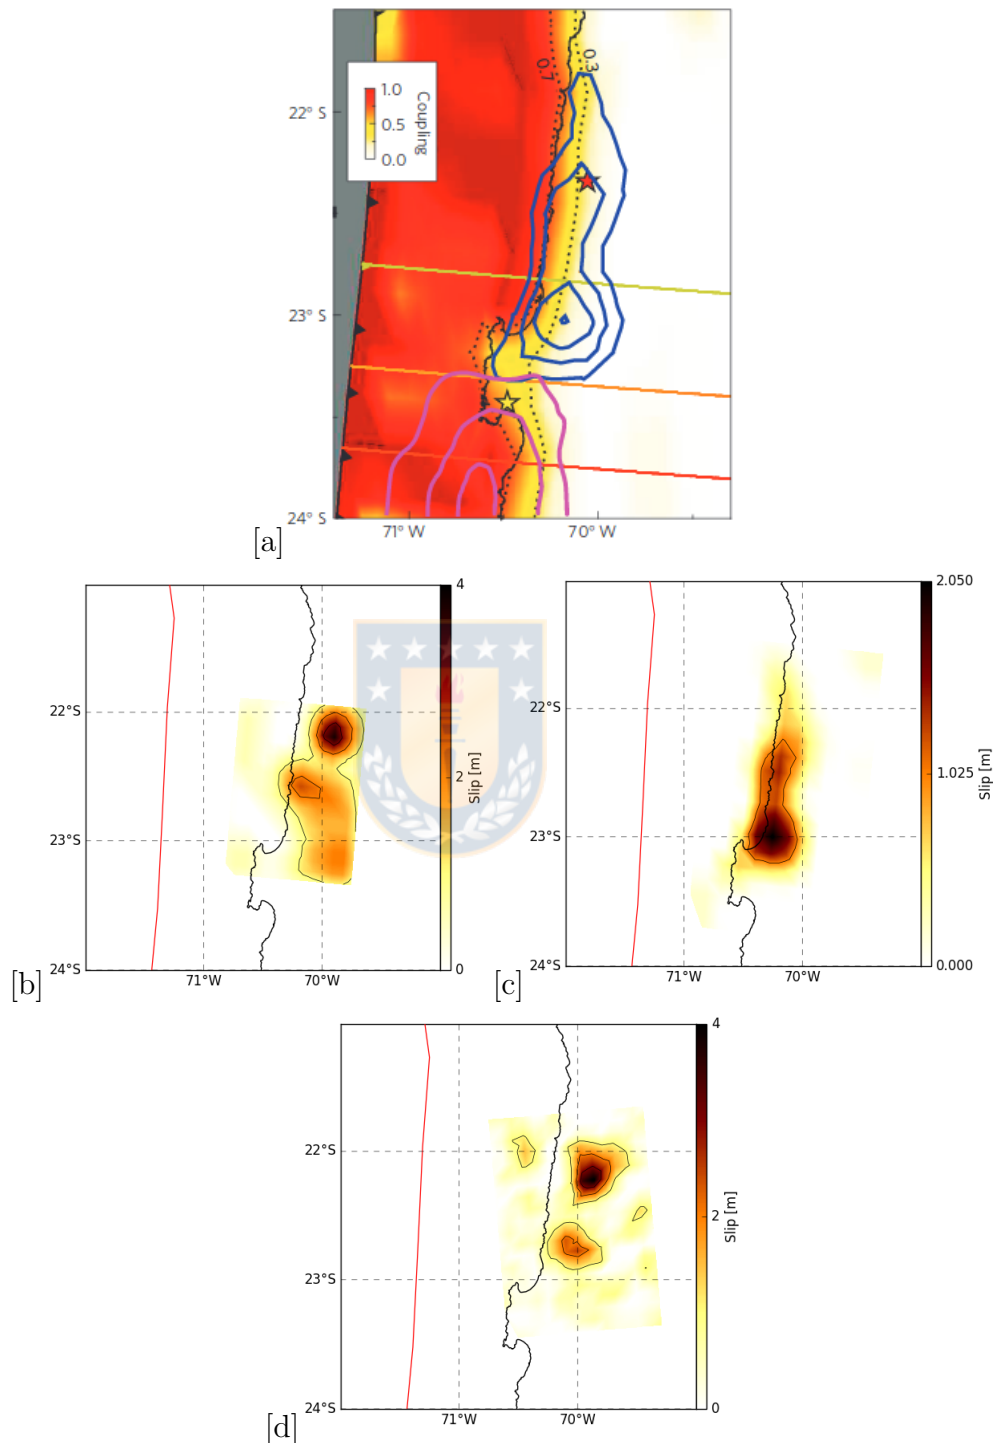 0.7
0.3
1.0
0.5
0.0
Coupling
22° S
23° S
24° S
71° W
70° W
[a]
4
2
0
Slip [m]
22°S
23°S
24°S
71°W
70°W
[b]
2.050
1.025
0.000
Slip [m]
22°S
23°S
24°S
71°W
70°W
[c]
4
2
0
Slip [m]
22°S
23°S
24°S
71°W
70°W
[d]